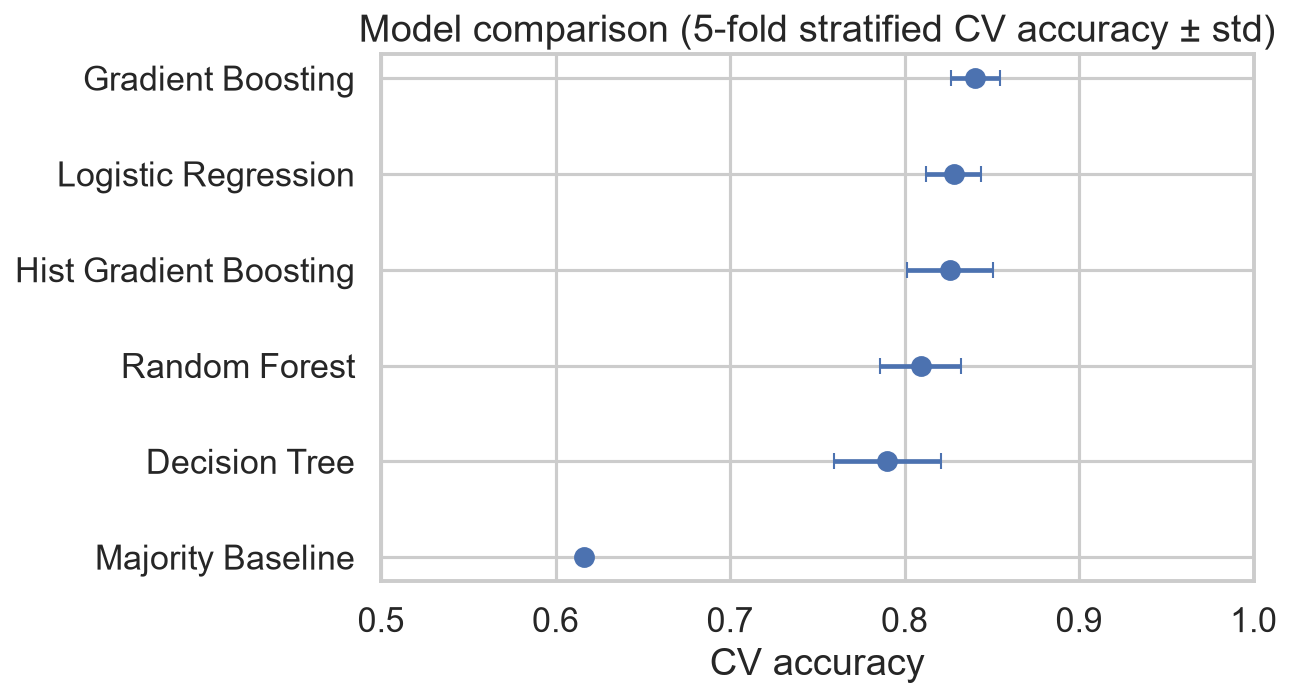 Model comparison (5-fold stratified CV accuracy ± std)
Gradient Boosting
Logistic Regression
Hist Gradient Boosting
Random Forest
Decision Tree
Majority Baseline
0.5 0.6 0.7 0.8 0.9 1.0
CV accuracy